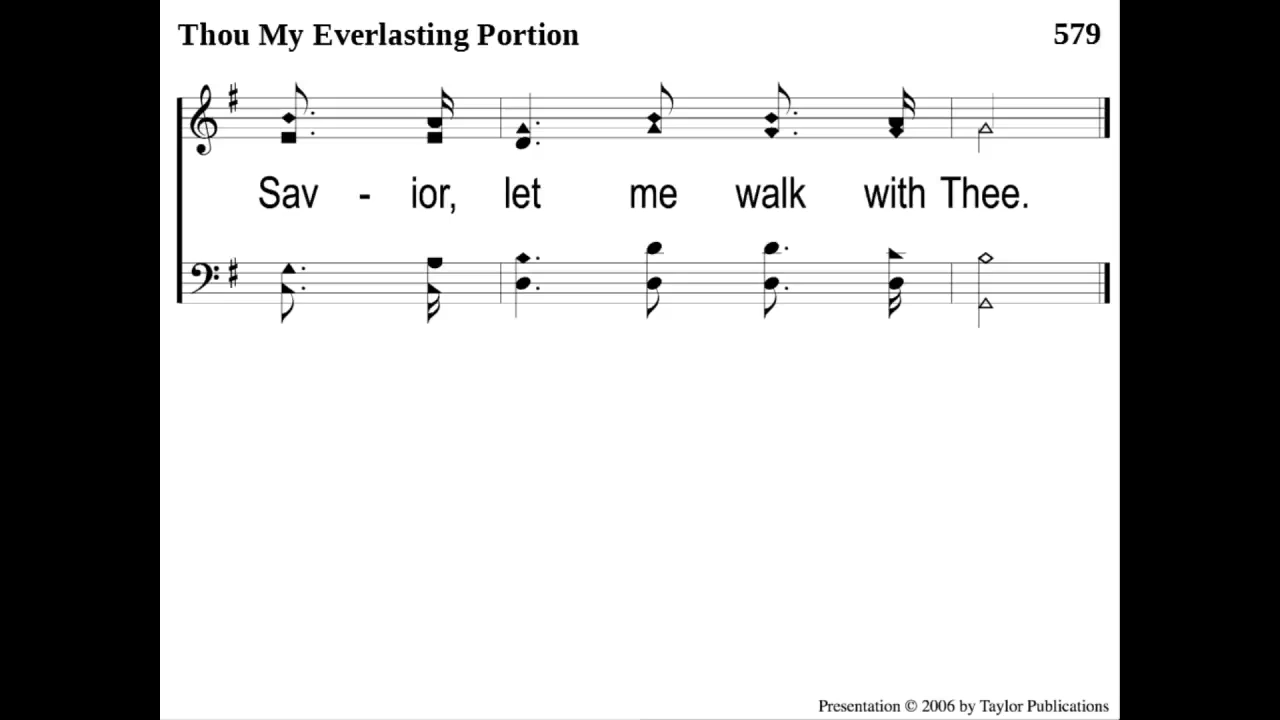 Thou My Everlasting Portion 579
Sav - ior, let me walk with Thee.
Presentation © 2006 by Taylor Publications